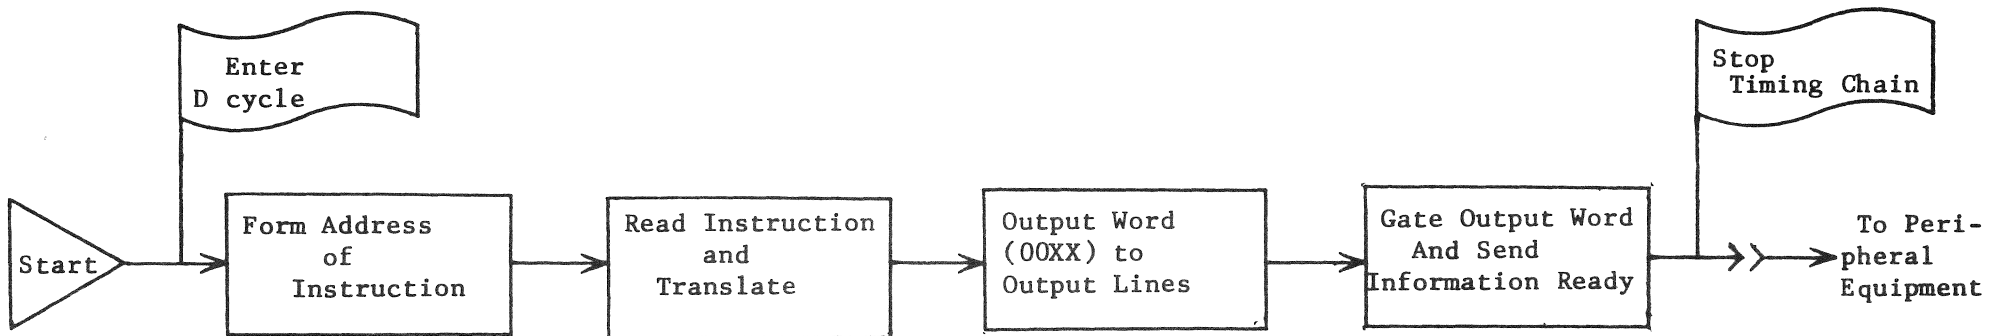 Enter
D cycle
Stop
Timing Chain
Start
Form Address
of
Instruction
Read Instruction
and
Translate
Output Word
(00XX) to
Output Lines
Gate Output Word
And Send
Information Ready
To Peri-
pheral
Equipment